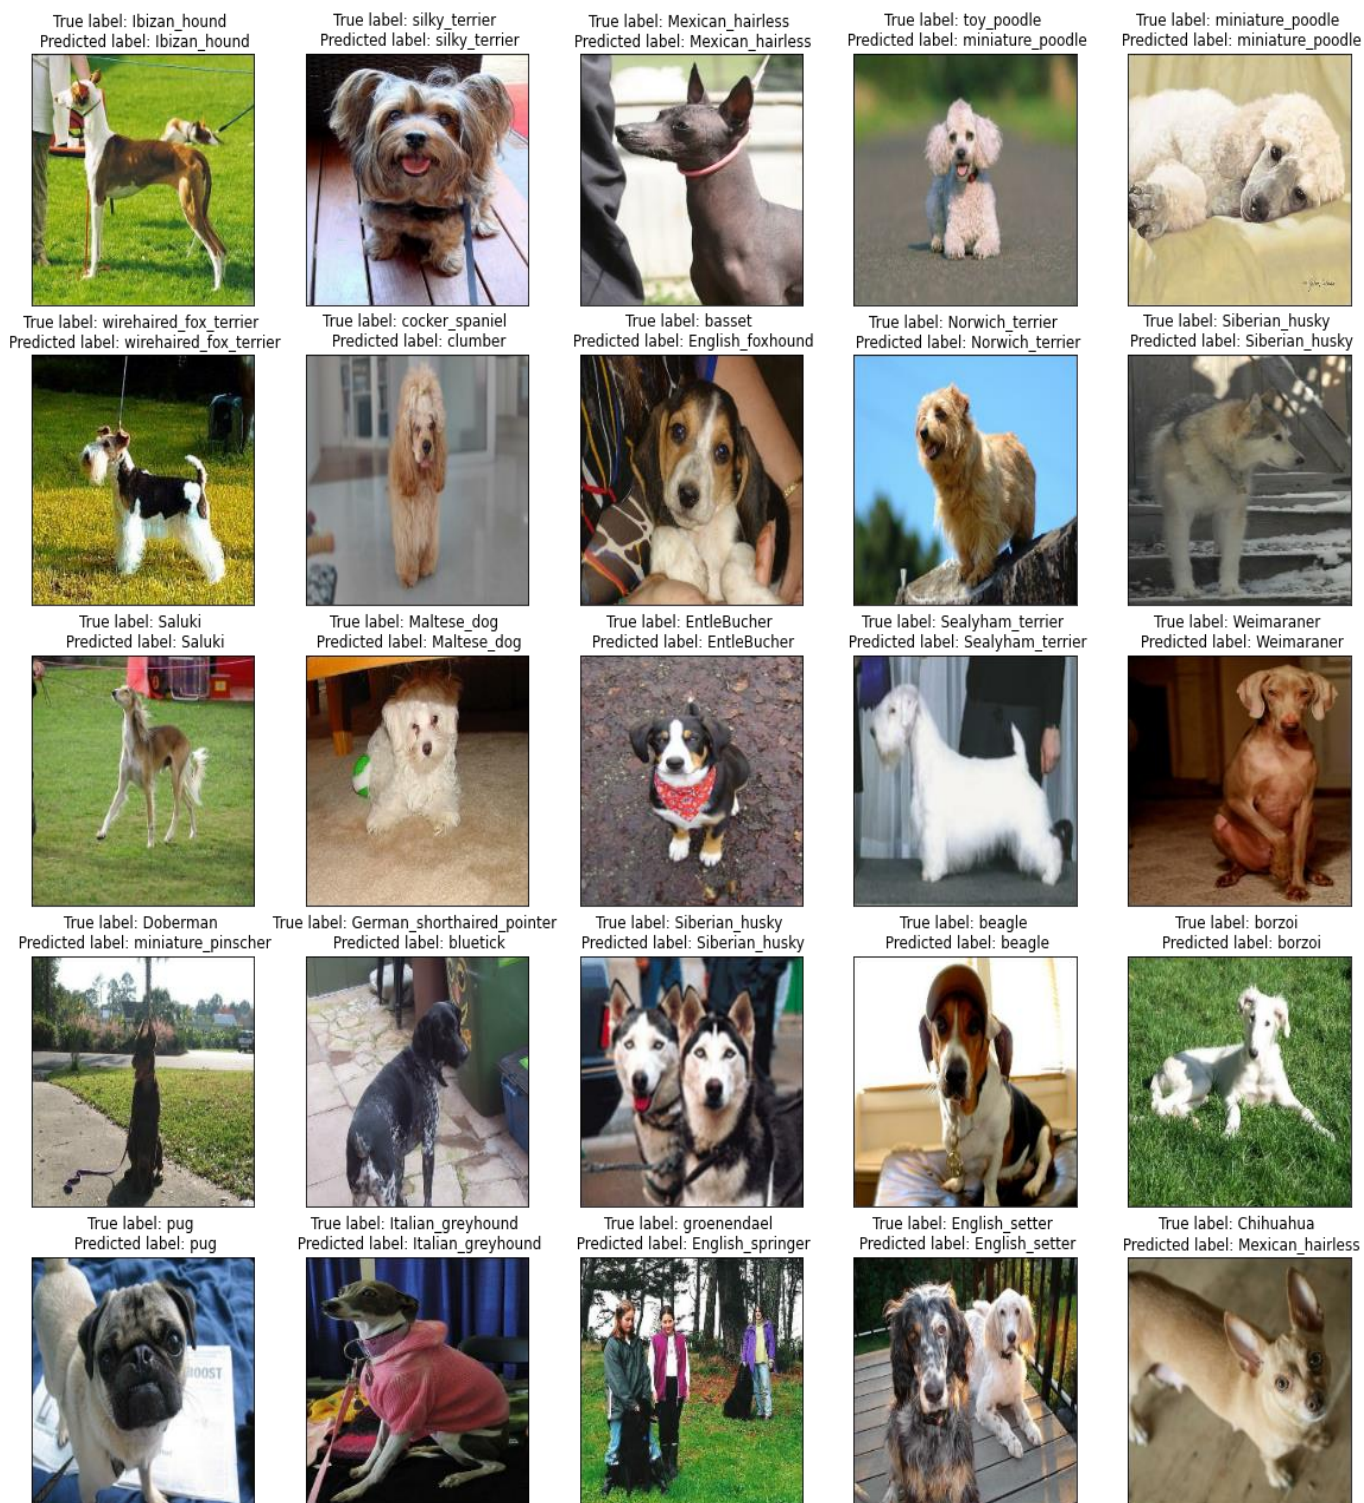 True label: Ibizan_hound
Predicted label: Ibizan_hound
True label: silky_terrier
Predicted label: silky_terrier
True label: Mexican_hairless
Predicted label: Mexican_hairless
True label: toy_poodle
Predicted label: miniature_poodle
True label: miniature_poodle
Predicted label: miniature_poodle
True label: wirehaired_fox_terrier
Predicted label: wirehaired_fox_terrier
True label: cocker_spaniel
Predicted label: clumber
True label: basset
Predicted label: English_foxhound
True label: Norwich_terrier
Predicted label: Norwich_terrier
True label: Siberian_husky
Predicted label: Siberian_husky
True label: Saluki
Predicted label: Saluki
True label: Maltese_dog
Predicted label: Maltese_dog
True label: EntleBucher
Predicted label: EntleBucher
True label: Sealyham_terrier
Predicted label: Sealyham_terrier
True label: Weimaraner
Predicted label: Weimaraner
True label: Doberman
Predicted label: miniature_pinscher
True label: German_shorthaired_pointer
Predicted label: bluetick
True label: Siberian_husky
Predicted label: Siberian_husky
True label: beagle
Predicted label: beagle
True label: borzoi
Predicted label: borzoi
True label: pug
Predicted label: pug
True label: Italian_greyhound
Predicted label: Italian_greyhound
True label: groenendael
Predicted label: English_springer
True label: English_setter
Predicted label: English_setter
True label: Chihuahua
Predicted label: Mexican_hairless